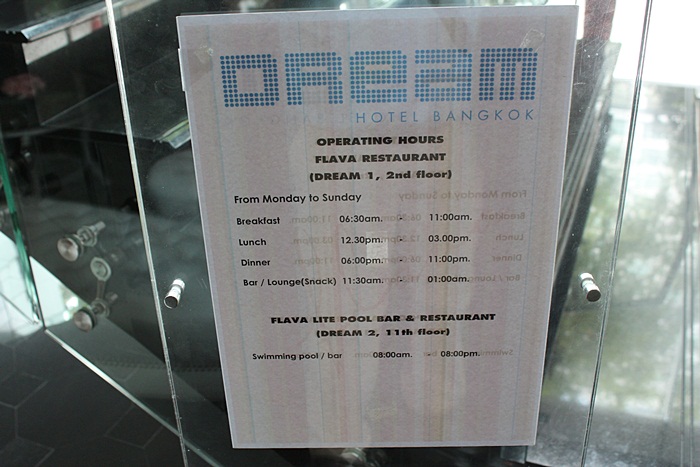 DREAM
HOTEL BANGKOK
OPERATING HOURS
FLAVA RESTAURANT
(DREAM 1, 2nd floor)
From Monday to Sunday
Breakfast 06:30am. - 11:00am.
Lunch 12.30pm. - 03.00pm.
Dinner 06:00pm. - 11:00pm.
Bar / Lounge(Snack) 11:30am. - 01:00am.
FLAVA LITE POOL BAR & RESTAURANT
(DREAM 2, 11th floor)
Swimming pool / bar 08:00am. - 08:00pm.